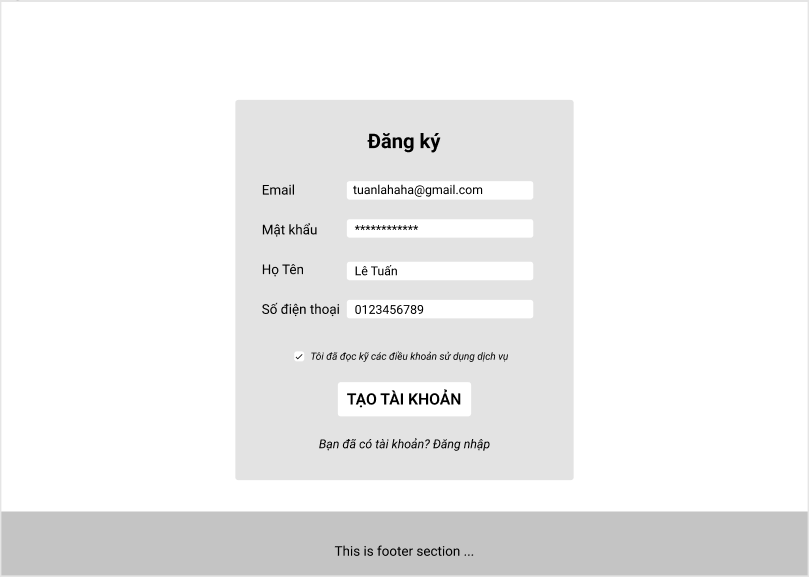 Đăng ký
Email tuanlahaha@gmail.com
Mật khẩu ************
Họ Tên Lê Tuấn
Số điện thoại 0123456789
Tôi đã đọc kỹ các điều khoản sử dụng dịch vụ
TẠO TÀI KHOẢN
Bạn đã có tài khoản? Đăng nhập
This is footer section ...